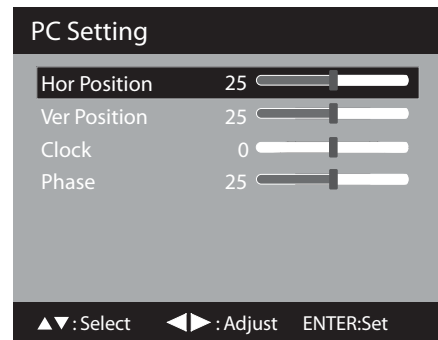 PC Setting
Hor Position 25
Ver Position 25
Clock 0
Phase 25
▲▼: Select ◀▶: Adjust ENTER:Set